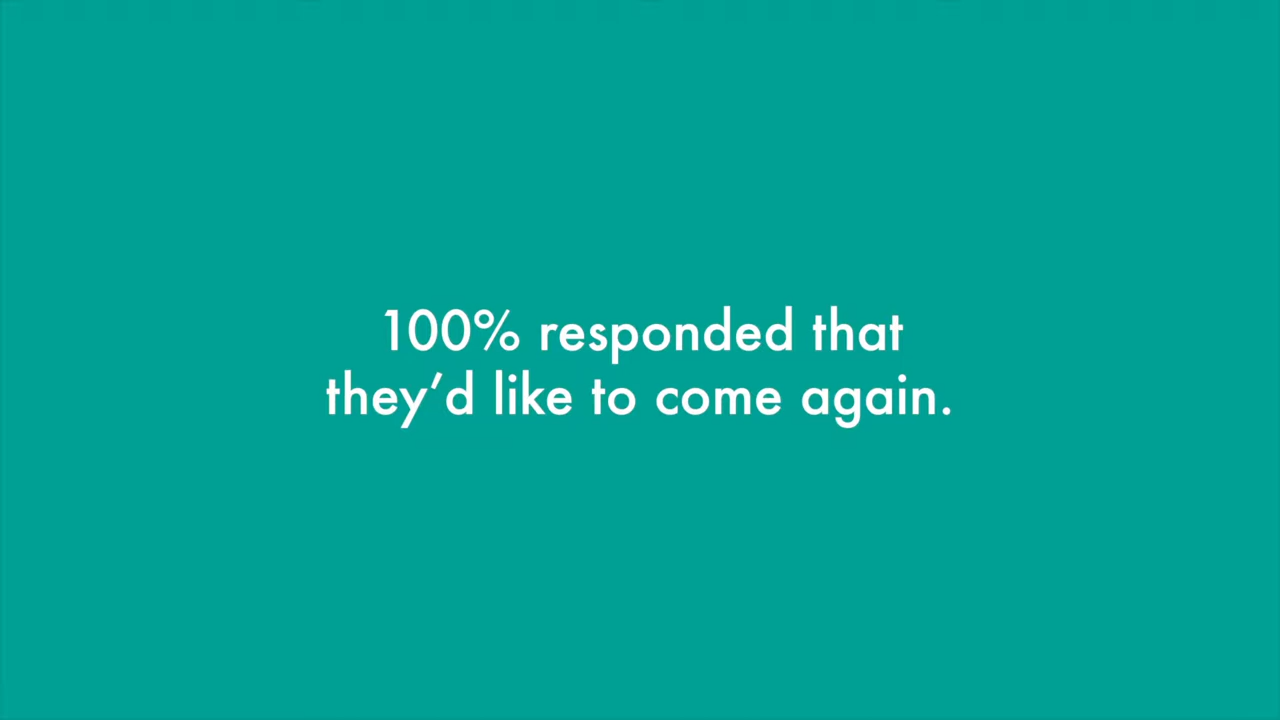 100% responded that
they’d like to come again.